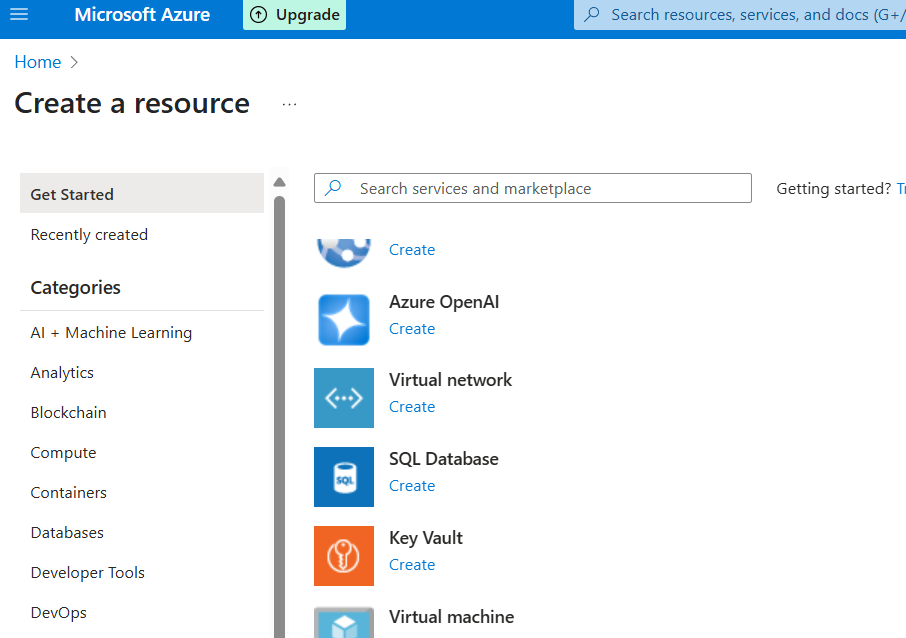 Microsoft Azure
Upgrade
Search resources, services, and docs (G+/
Home
Create a resource
...
Get Started
Recently created
Categories
AI + Machine Learning
Analytics
Blockchain
Compute
Containers
Databases
Developer Tools
DevOps
Search services and marketplace
Getting started? Tr
Create
Azure OpenAI
Create
Virtual network
Create
SQL Database
Create
SQL
Key Vault
Create
Virtual machine